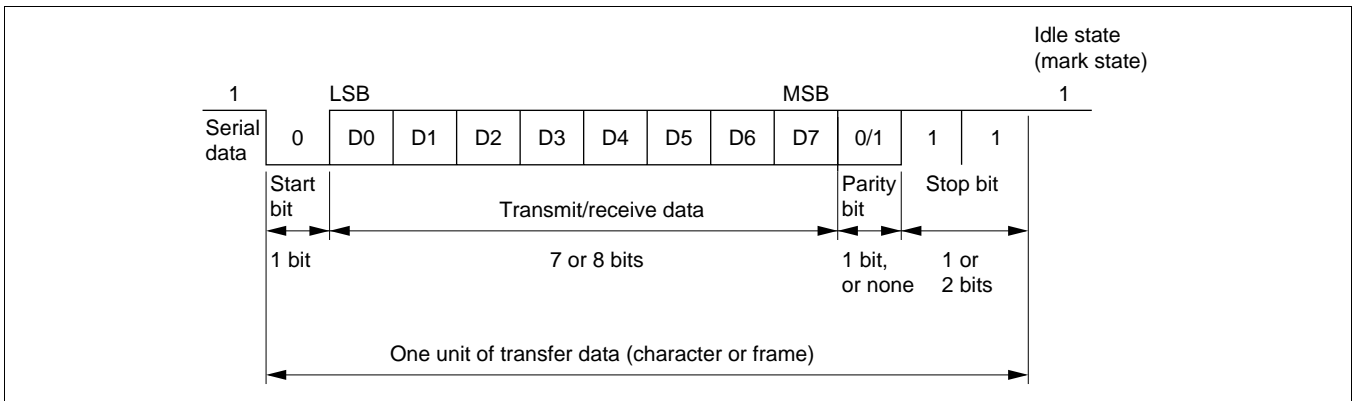 Idle state
(mark state)
1 LSB MSB 1
Serial
data
0 D0 D1 D2 D3 D4 D5 D6 D7 0/1 1 1
Start
bit
Transmit/receive data
Parity
bit
Stop bit
1 bit
7 or 8 bits
1 bit,
or none
1 or
2 bits
One unit of transfer data (character or frame)